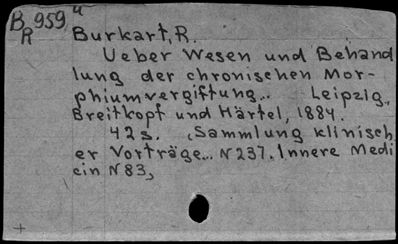 B 959 u
R
Burkart, R.
Ueber Wesen und Behand
lung der chronischen Mor-
phiumvergiftung... Leipzig,
Breitkopf und Härtel, 1884.
42 s. (Sammlung klinisch
er Vorträge... N 237. Innere Medi
cin N 83)